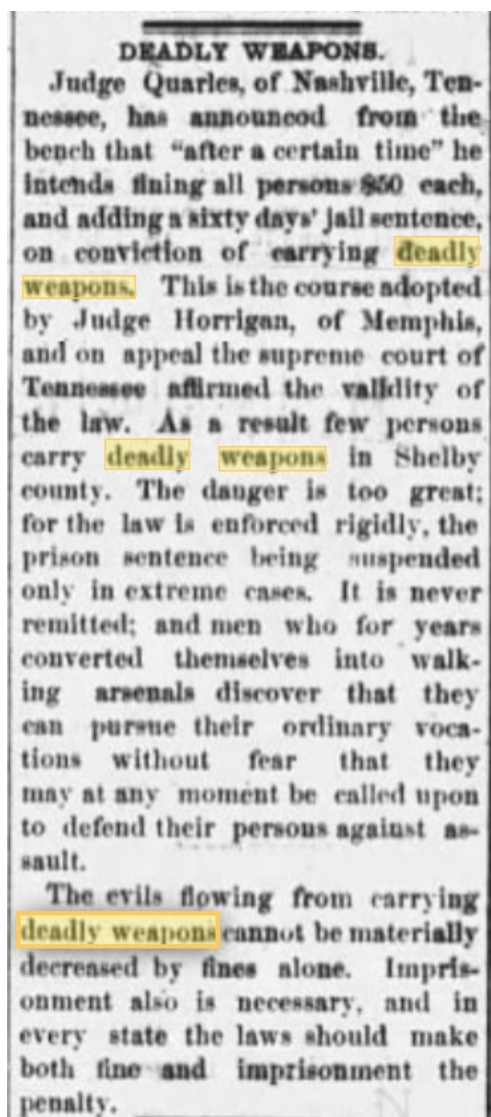 DEADLY WEAPONS.
Judge Quarles, of Nashville, Ten-
nessee, has announced from the
bench that "after a certain time" he
intends fining all persons $50 each,
and adding a sixty days' jail sentence,
on conviction of carrying deadly
weapons. This is the course adopted
by Judge Horrigan, of Memphis,
and on appeal the supreme court of
Tennessee affirmed the validity of
the law. As a result few persons
carry deadly weapons in Shelby
county. The danger is too great;
for the law is enforced rigidly, the
prison sentence being suspended
only in extreme cases. It is never
remitted; and men who for years
converted themselves into walk-
ing arsenals discover that they
can pursue their ordinary voca-
tions without fear that they
may at any moment be called upon
to defend their persons against as-
sault.
The evils flowing from carrying
deadly weapons cannot be materially
decreased by fines alone. Impris-
onment also is necessary, and in
every state the laws should make
both fine and imprisonment the
penalty.